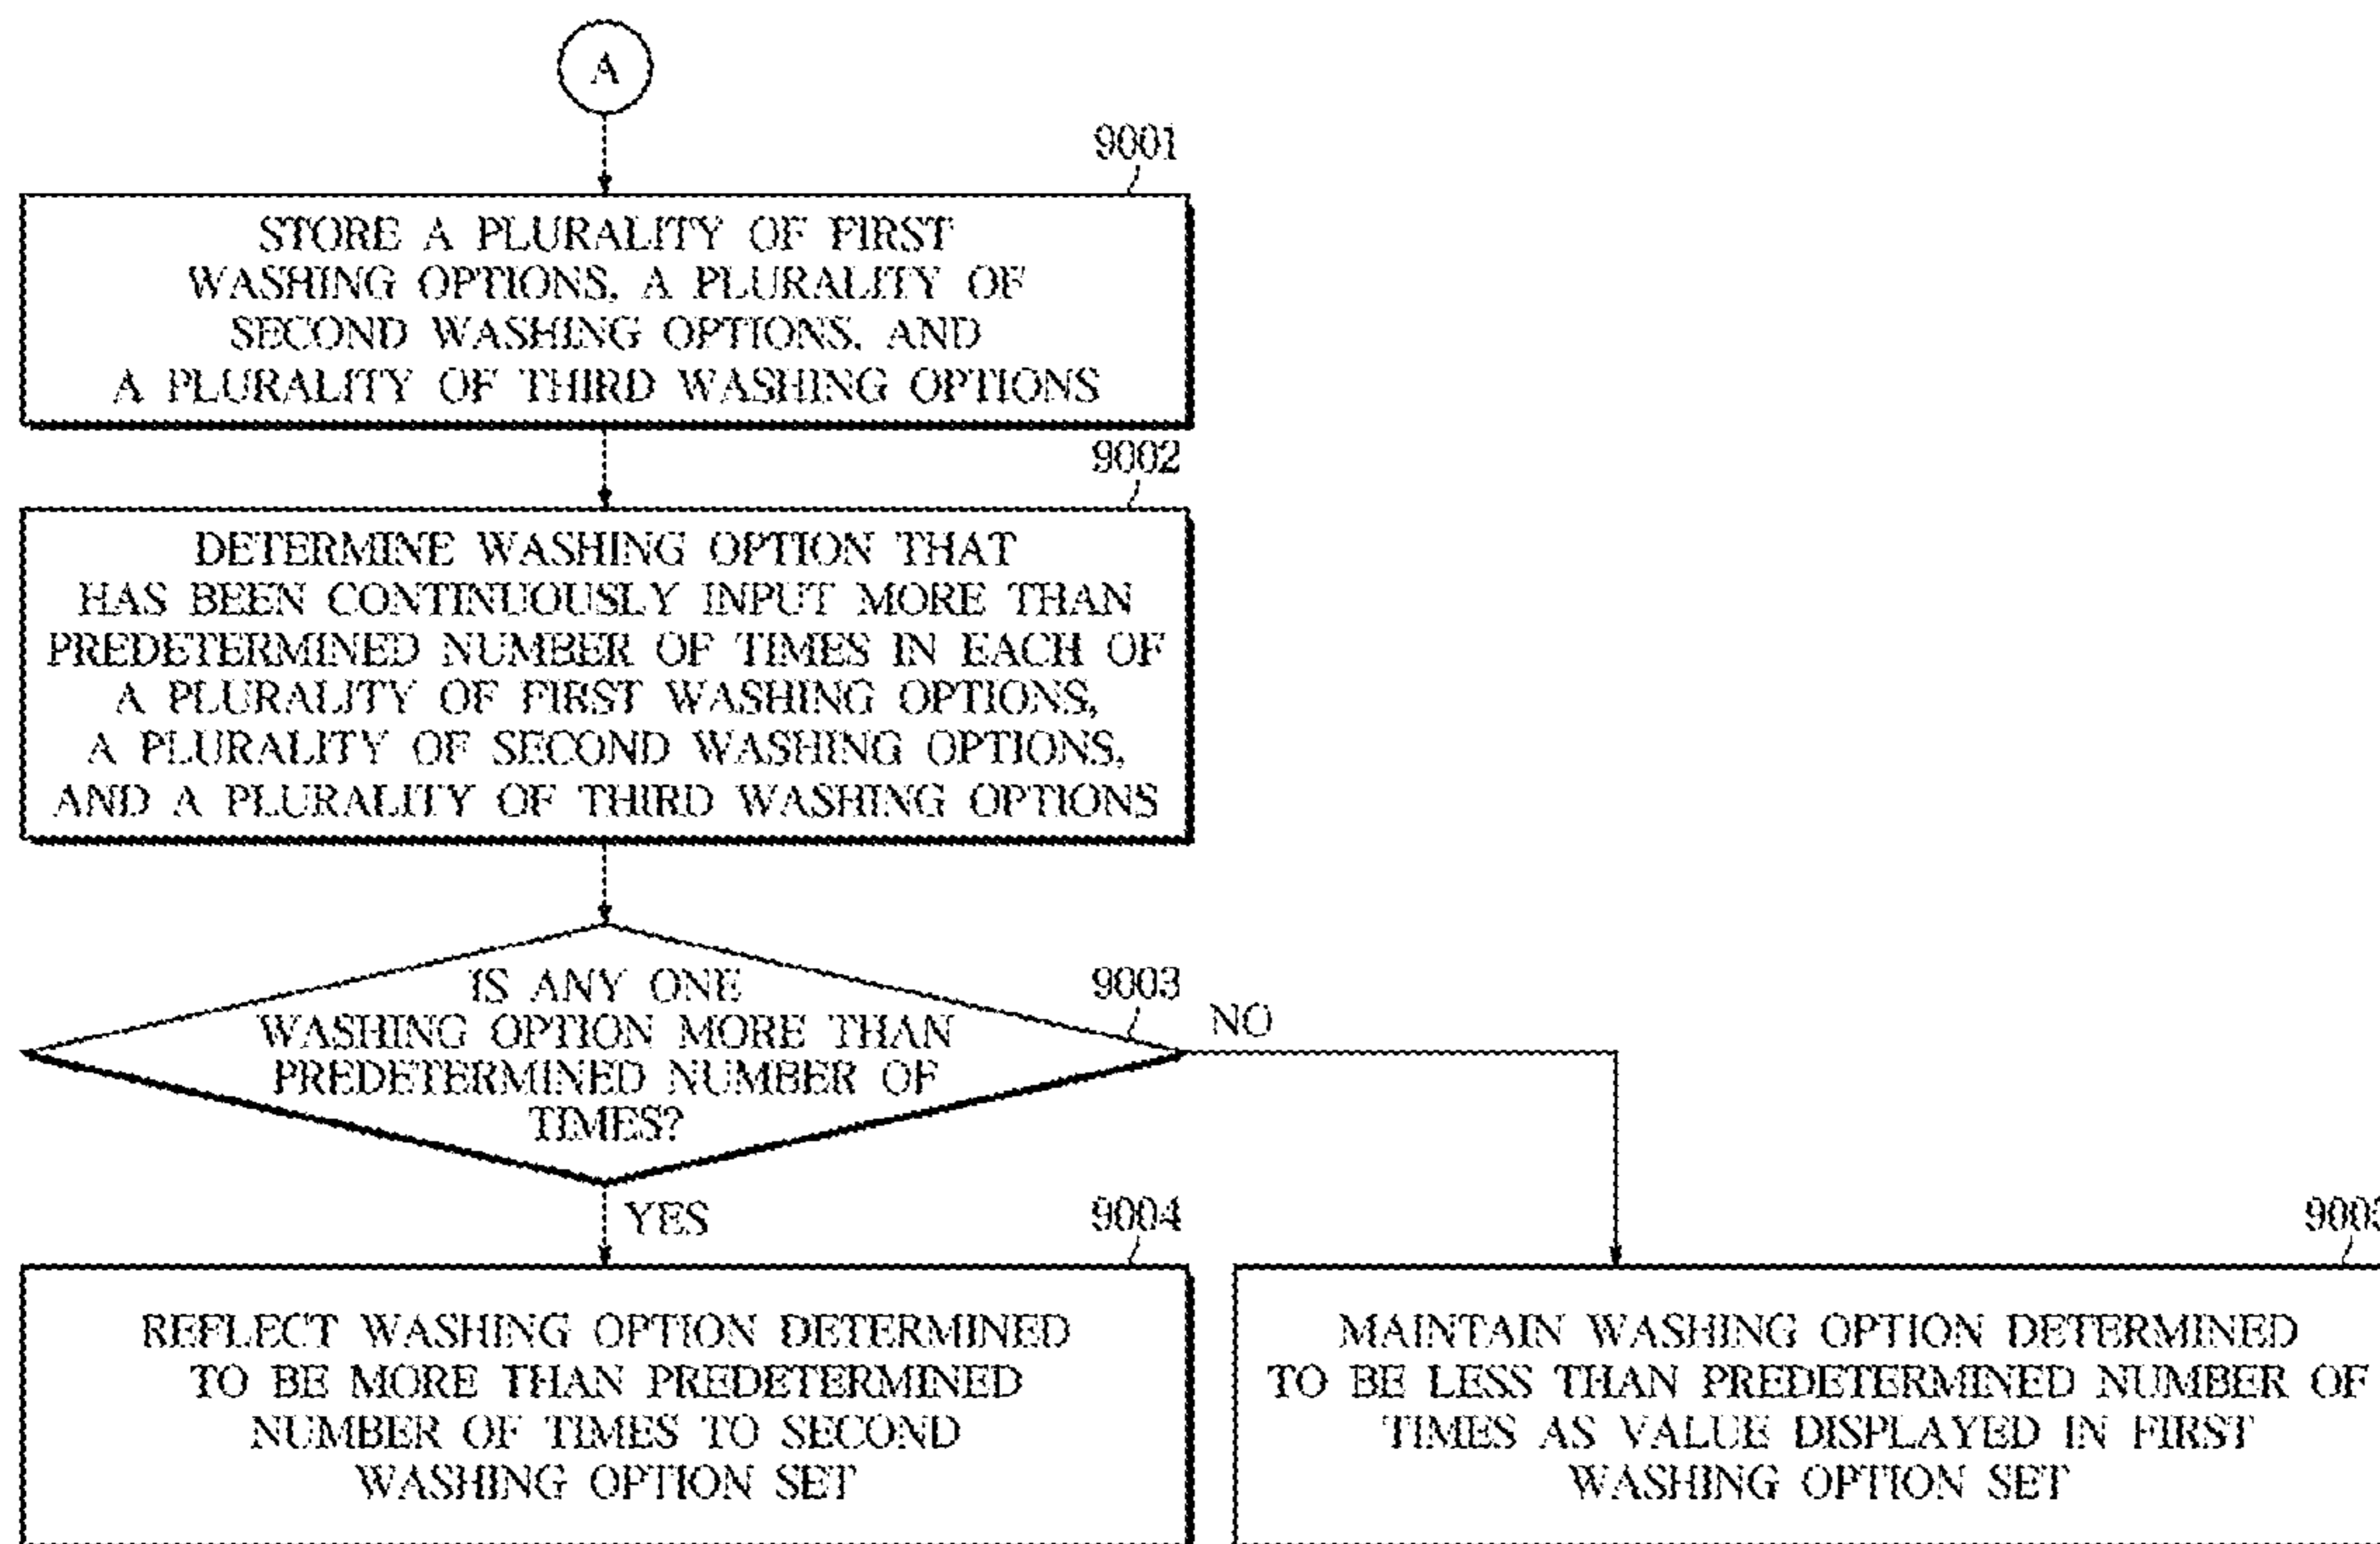 A
9001
STORE A PLURALITY OF FIRST
WASHING OPTIONS, A PLURALITY OF
SECOND WASHING OPTIONS, AND
A PLURALITY OF THIRD WASHING OPTIONS
9002
DETERMINE WASHING OPTION THAT
HAS BEEN CONTINUOUSLY INPUT MORE THAN
PREDETERMINED NUMBER OF TIMES IN EACH OF
A PLURALITY OF FIRST WASHING OPTIONS,
A PLURALITY OF SECOND WASHING OPTIONS,
AND A PLURALITY OF THIRD WASHING OPTIONS
9003
IS ANY ONE
WASHING OPTION MORE THAN
PREDETERMINED NUMBER OF
TIMES?
NO
YES
9004
REFLECT WASHING OPTION DETERMINED
TO BE MORE THAN PREDETERMINED
NUMBER OF TIMES TO SECOND
WASHING OPTION SET
MAINTAIN WASHING OPTION DETERMINED
TO BE LESS THAN PREDETERMINED NUMBER OF
TIMES AS VALUE DISPLAYED IN FIRST
WASHING OPTION SET